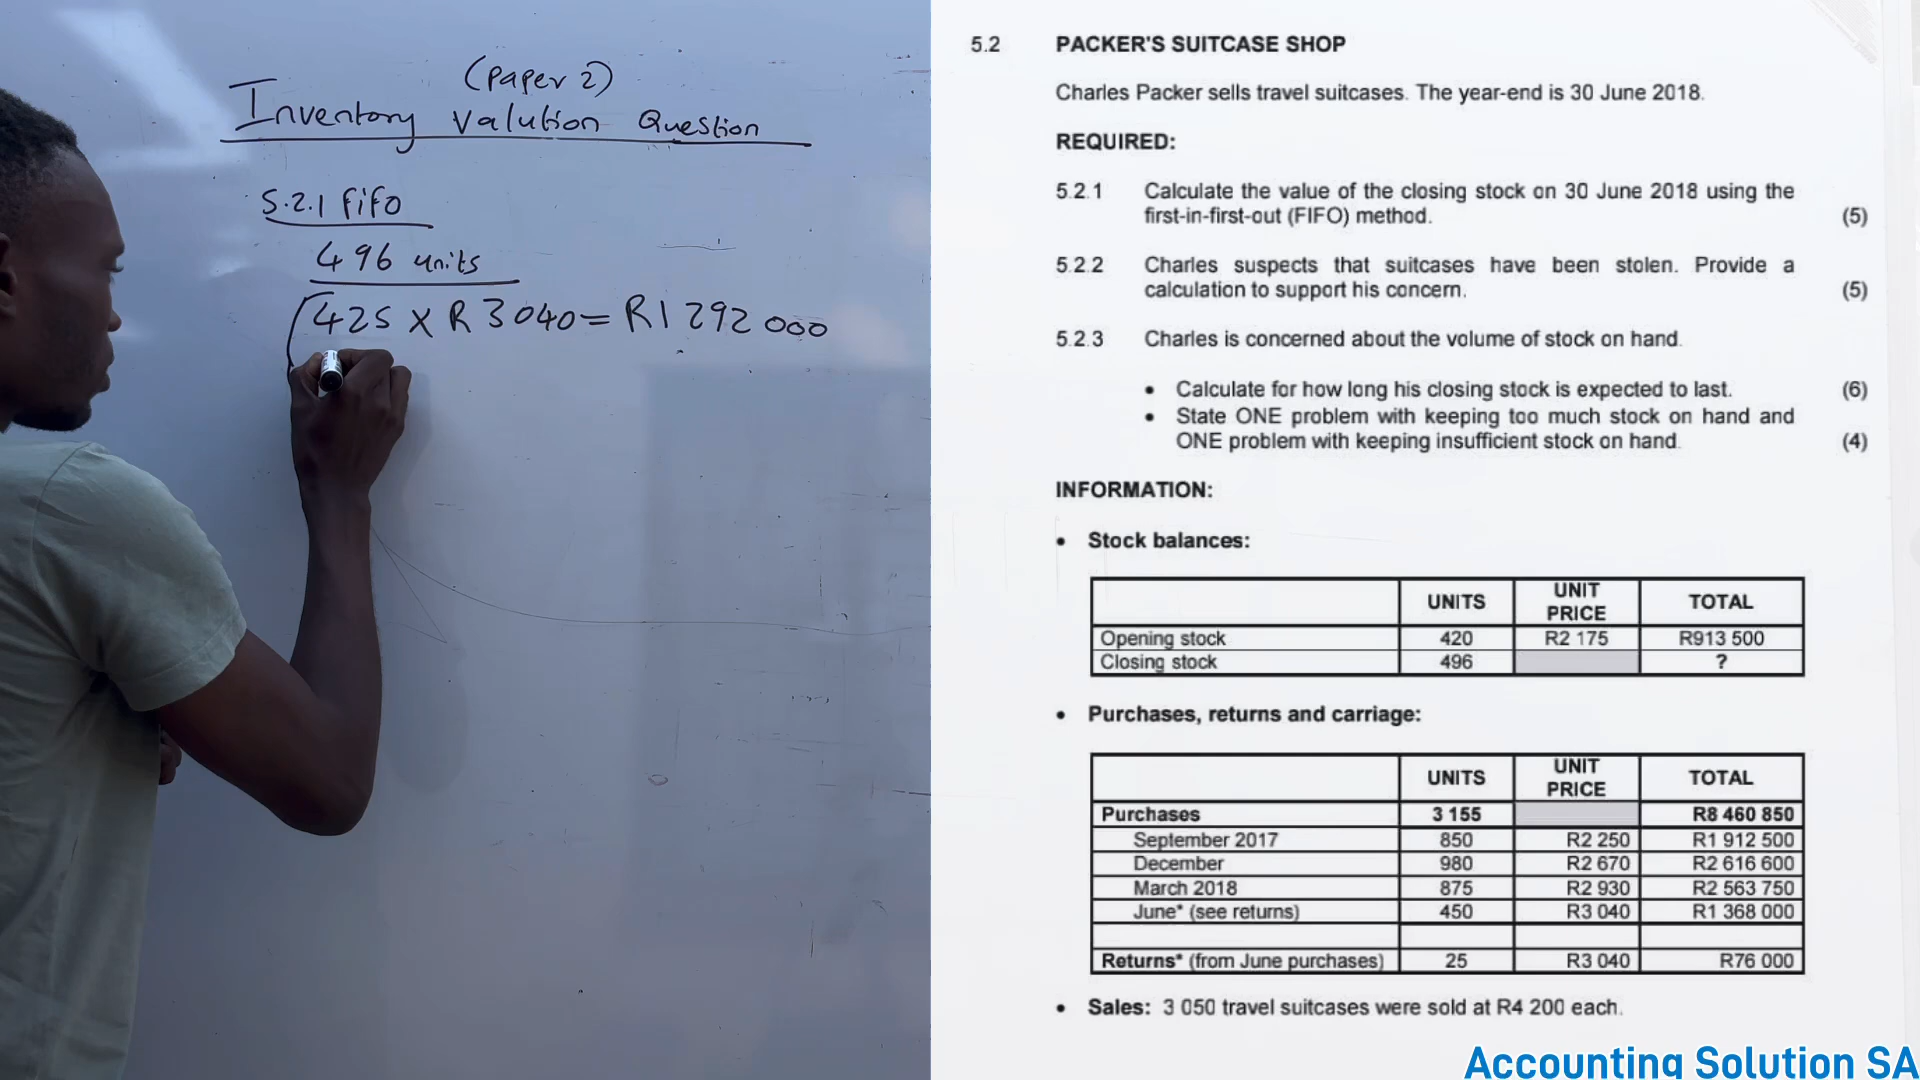 (Paper 2)
Inventory Valution Question
5.2.1 fifo
496 units
425 X R 3 040 = R1 292 000
5.2 PACKER'S SUITCASE SHOP
Charles Packer sells travel suitcases. The year-end is 30 June 2018.
REQUIRED:
5.2.1 Calculate the value of the closing stock on 30 June 2018 using the
first-in-first-out (FIFO) method. (5)
5.2.2 Charles suspects that suitcases have been stolen. Provide a
calculation to support his concern. (5)
5.2.3 Charles is concerned about the volume of stock on hand.
• Calculate for how long his closing stock is expected to last. (6)
• State ONE problem with keeping too much stock on hand and
ONE problem with keeping insufficient stock on hand. (4)
INFORMATION:
• Stock balances:
UNITS UNIT PRICE TOTAL
Opening stock 420 R2 175 R913 500
Closing stock 496 ?
• Purchases, returns and carriage:
UNITS UNIT PRICE TOTAL
Purchases 3 155 R8 460 850
September 2017 850 R2 250 R1 912 500
December 980 R2 670 R2 616 600
March 2018 875 R2 930 R2 563 750
June* (see returns) 450 R3 040 R1 368 000
Returns* (from June purchases) 25 R3 040 R76 000
• Sales: 3 050 travel suitcases were sold at R4 200 each.
Accounting Solution SA